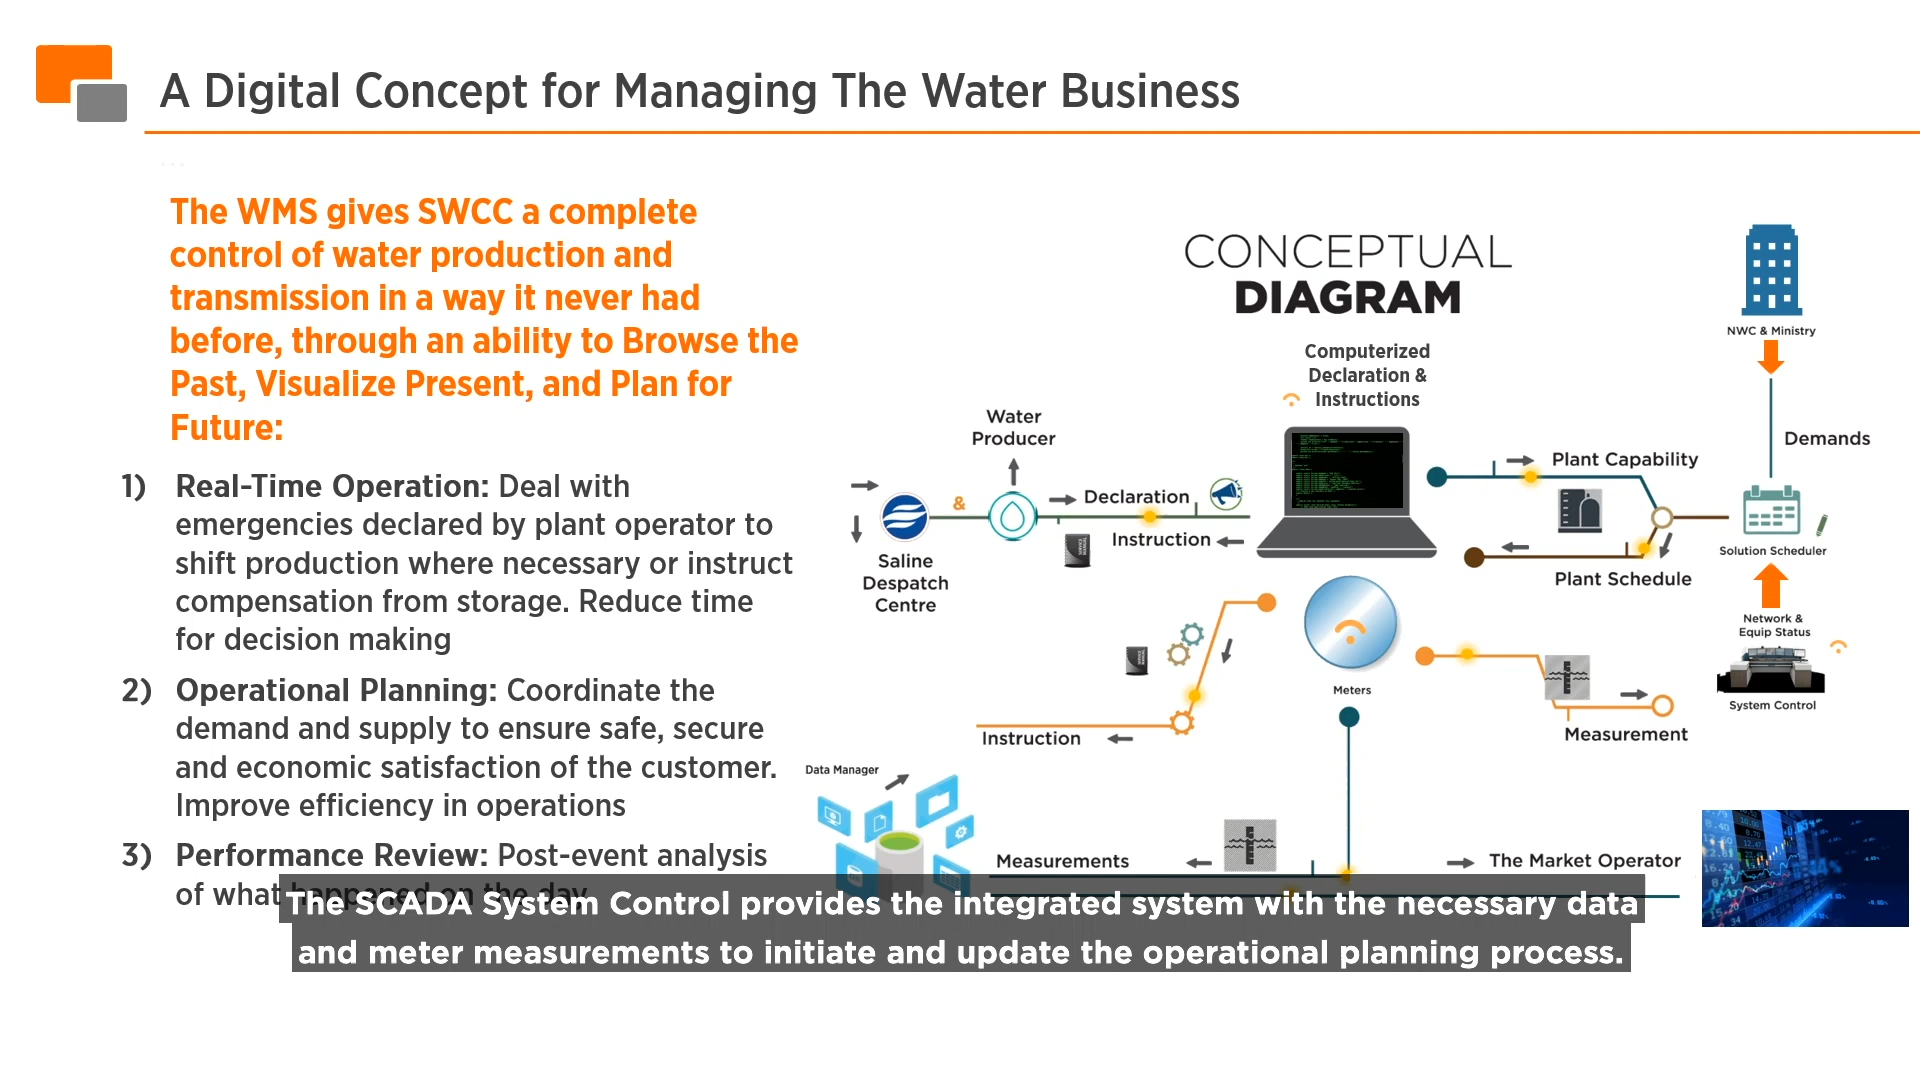 A Digital Concept for Managing The Water Business
...
The WMS gives SWCC a complete
control of water production and
transmission in a way it never had
before, through an ability to Browse the
Past, Visualize Present, and Plan for
Future:
1) Real-Time Operation: Deal with
emergencies declared by plant operator to
shift production where necessary or instruct
compensation from storage. Reduce time
for decision making
2) Operational Planning: Coordinate the
demand and supply to ensure safe, secure
and economic satisfaction of the customer.
Improve efficiency in operations
3) Performance Review: Post-event analysis
of what happened on the day
CONCEPTUAL
DIAGRAM
Computerized
Declaration &
Instructions
NWC & Ministry
Demands
Water
Producer
&
Declaration
Instruction
Saline
Despatch
Centre
Plant Capability
Plant Schedule
Solution Scheduler
Network &
Equip Status
System Control
Meters
Measurement
Instruction
Data Manager
Measurements
The Market Operator
The SCADA System Control provides the integrated system with the necessary data
and meter measurements to initiate and update the operational planning process.